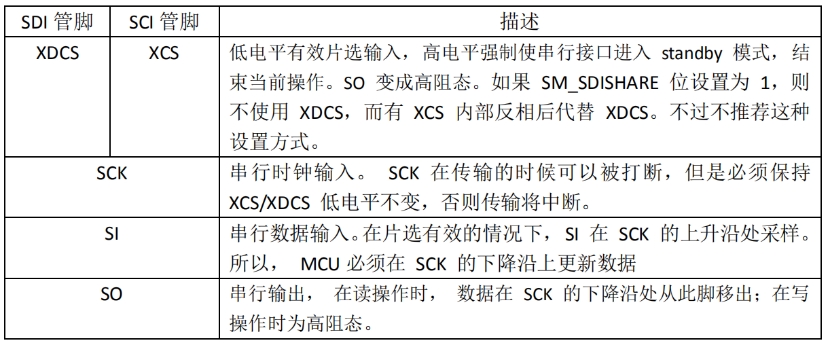 SDI 管脚 SCI 管脚 描述
XDCS XCS 低电平有效片选输入，高电平强制使串行接口进入 standby 模式，结
束当前操作。SO 变成高阻态。如果 SM_SDISHARE 位设置为 1，则
不使用 XDCS，而有 XCS 内部反相后代替 XDCS。不过不推荐这种
设置方式。
SCK 串行时钟输入。 SCK 在传输的时候可以被打断，但是必须保持
XCS/XDCS 低电平不变，否则传输将中断。
SI 串行数据输入。在片选有效的情况下，SI 在 SCK 的上升沿处采样。
所以， MCU 必须在 SCK 的下降沿上更新数据
SO 串行输出， 在读操作时， 数据在 SCK 的下降沿处从此脚移出；在写
操作时为高阻态。